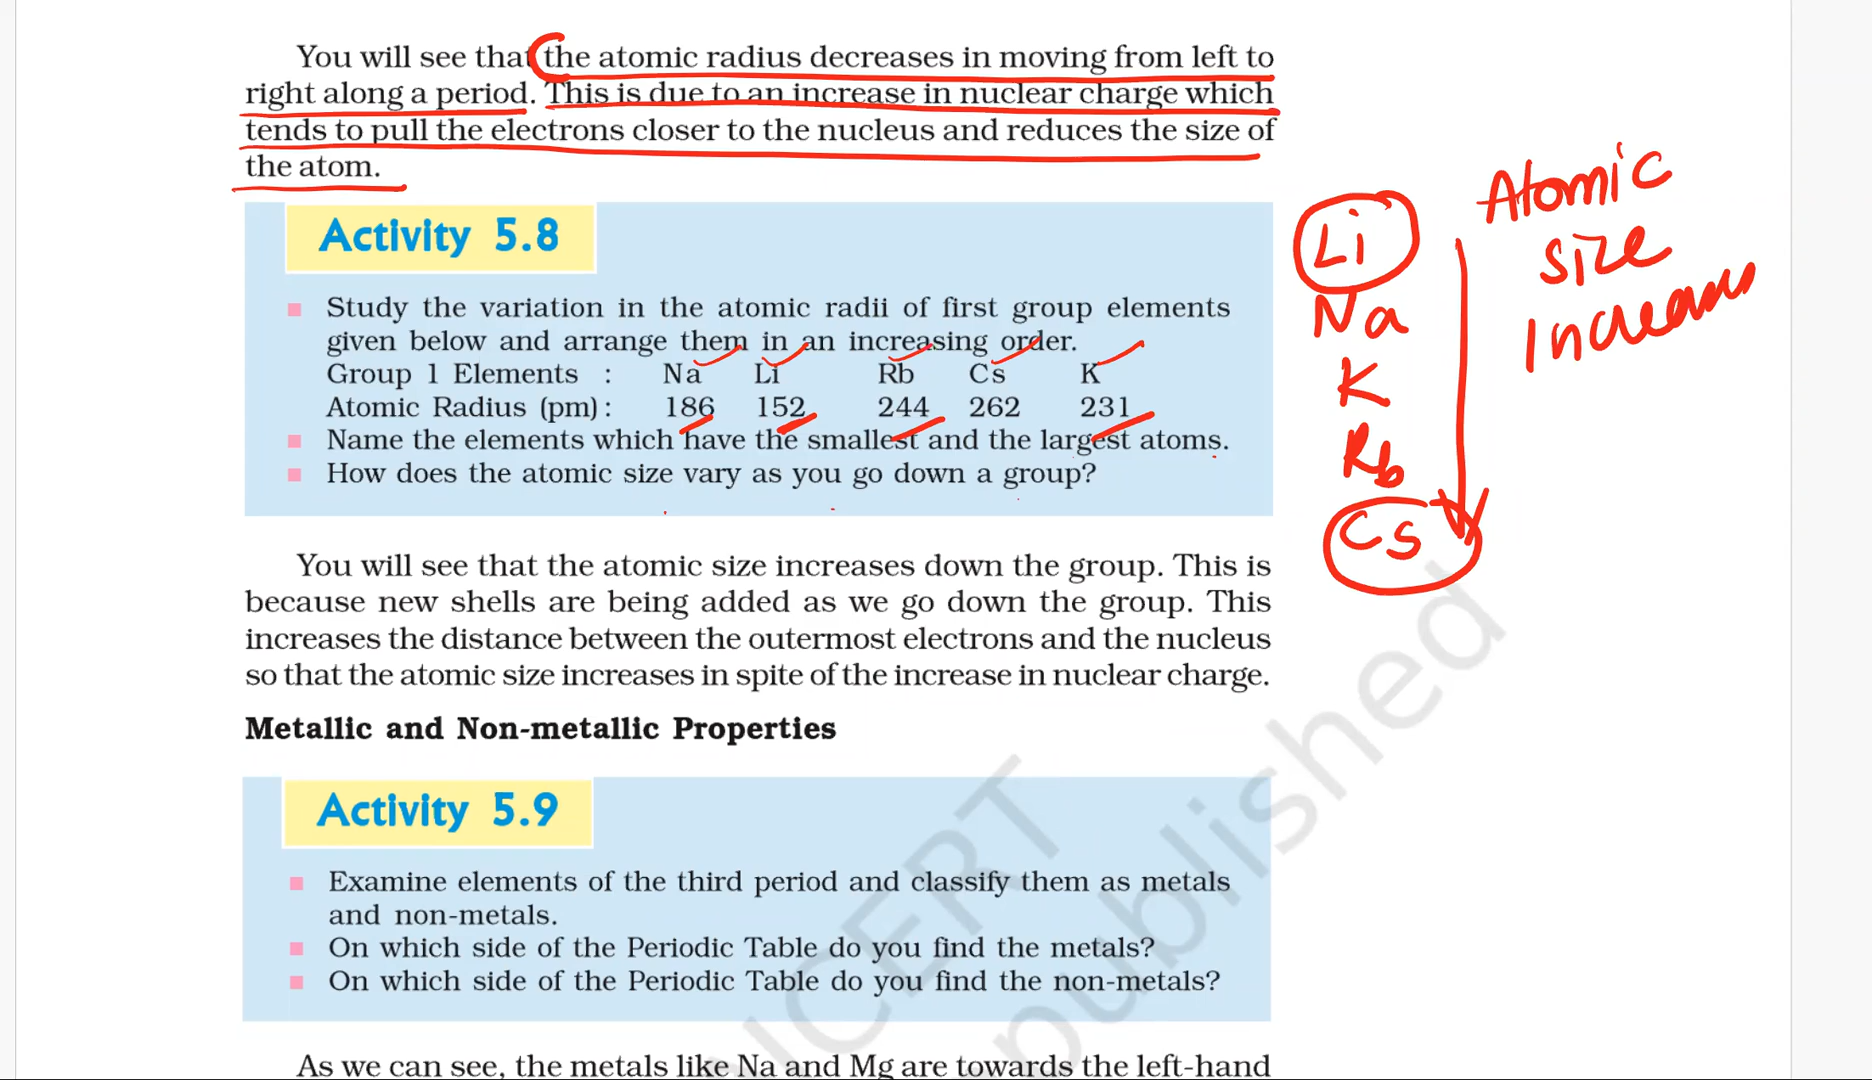 You will see that the atomic radius decreases in moving from left to
right along a period. This is due to an increase in nuclear charge which
tends to pull the electrons closer to the nucleus and reduces the size of
the atom.
Activity 5.8
Study the variation in the atomic radii of first group elements
given below and arrange them in an increasing order.
Group 1 Elements : Na Li Rb Cs K
Atomic Radius (pm) : 186 152 244 262 231
Name the elements which have the smallest and the largest atoms.
How does the atomic size vary as you go down a group?
Li
Na
K
Rb
Cs
Atomic
size
Increases
You will see that the atomic size increases down the group. This is
because new shells are being added as we go down the group. This
increases the distance between the outermost electrons and the nucleus
so that the atomic size increases in spite of the increase in nuclear charge.
Metallic and Non-metallic Properties
Activity 5.9
Examine elements of the third period and classify them as metals
and non-metals.
On which side of the Periodic Table do you find the metals?
On which side of the Periodic Table do you find the non-metals?
As we can see, the metals like Na and Mg are towards the left-hand
NCERT
published